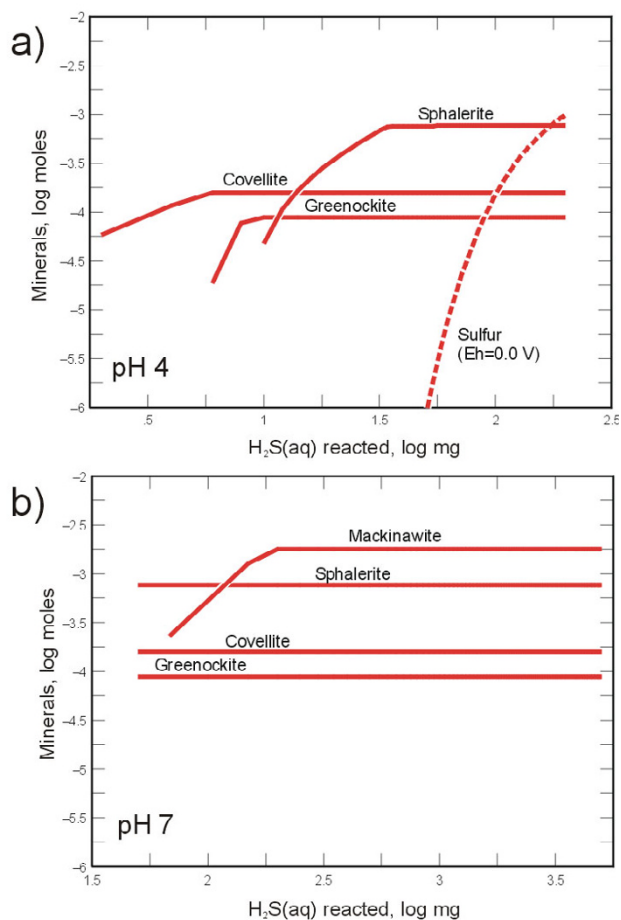 a)
−2
−2.5
−3
−3.5
−4
−4.5
−5
−5.5
−6
Minerals, log moles
Sphalerite
Covellite
Greenockite
Sulfur
(Eh=0.0 V)
pH 4
.5
1
1.5
2
2.5
H₂S(aq) reacted, log mg
b)
−2
−2.5
−3
−3.5
−4
−4.5
−5
−5.5
−6
Minerals, log moles
Mackinawite
Sphalerite
Covellite
Greenockite
pH 7
1.5
2
2.5
3
3.5
H₂S(aq) reacted, log mg